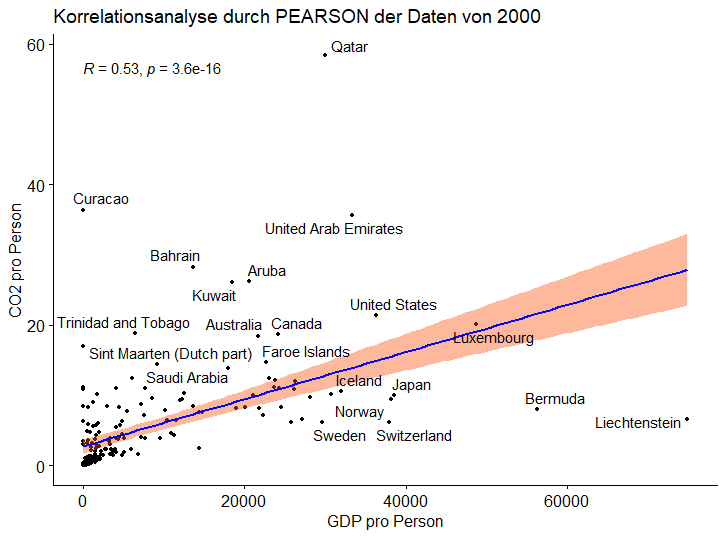 Korrelationsanalyse durch PEARSON der Daten von 2000
60
Qatar
R = 0.53, p = 3.6e-16
40
Curacao
United Arab Emirates
Bahrain
Aruba
Kuwait
United States
20
Trinidad and Tobago
Australia
Canada
Luxembourg
Sint Maarten (Dutch part)
Faroe Islands
Saudi Arabia
Iceland
Japan
Bermuda
Norway
Liechtenstein
Sweden
Switzerland
0
CO2 pro Person
0
20000
40000
60000
GDP pro Person